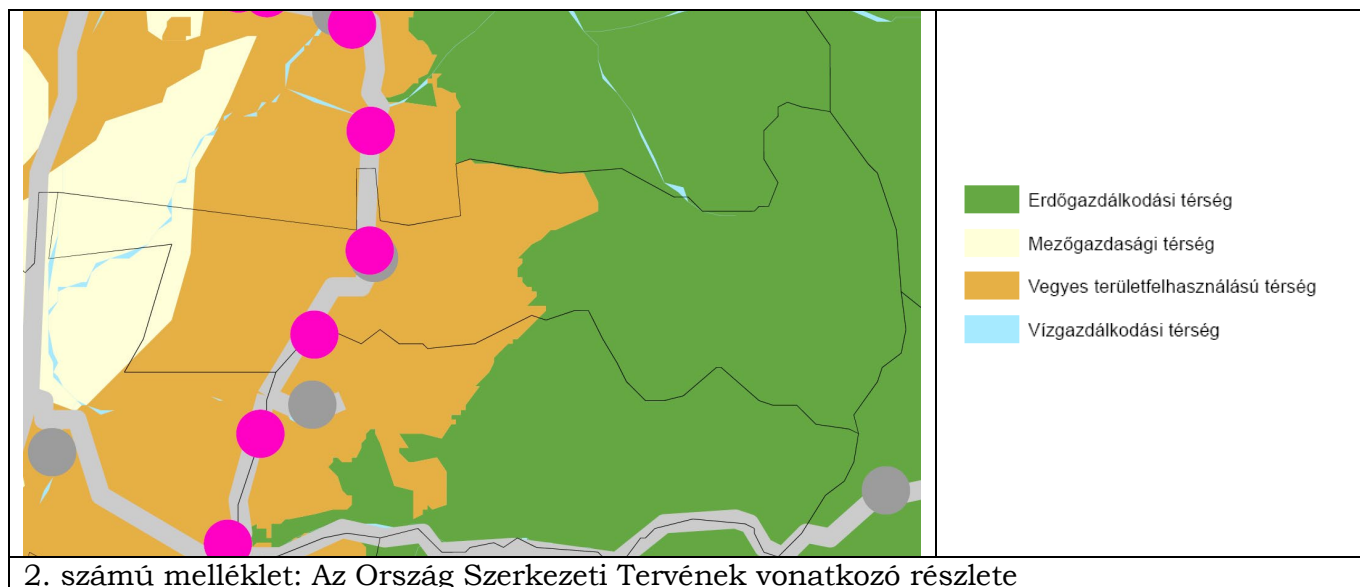 Erdőgazdálkodási térség
Mezőgazdasági térség
Vegyes területfelhasználású térség
Vízgazdálkodási térség
2. számú melléklet: Az Ország Szerkezeti Tervének vonatkozó részlete